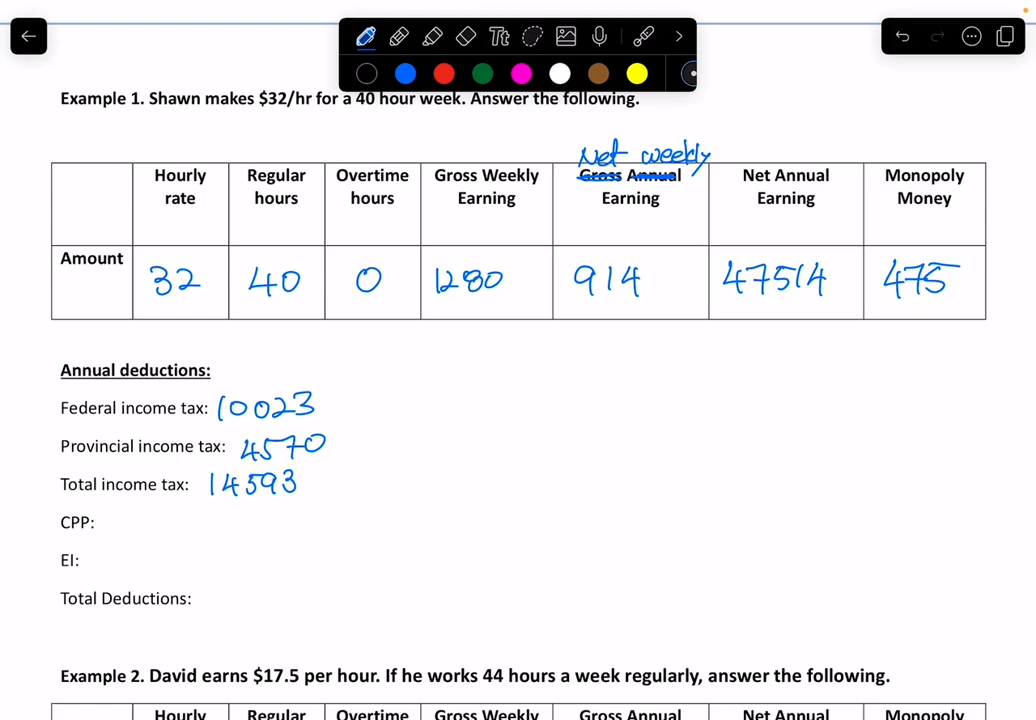 Tt
Example 1. Shawn makes $32/hr for a 40 hour week. Answer the following.
Net weekly
Hourly rate Regular hours Overtime hours Gross Weekly Earning Gross Annual Earning Net Annual Earning Monopoly Money
Amount 32 40 0 1280 914 47514 475
Annual deductions:
Federal income tax: 10023
Provincial income tax: 4570
Total income tax: 14593
CPP:
EI:
Total Deductions:
Example 2. David earns $17.5 per hour. If he works 44 hours a week regularly, answer the following.
Hourly Regular Overtime Gross Weekly Gross Annual Net Annual Monopoly